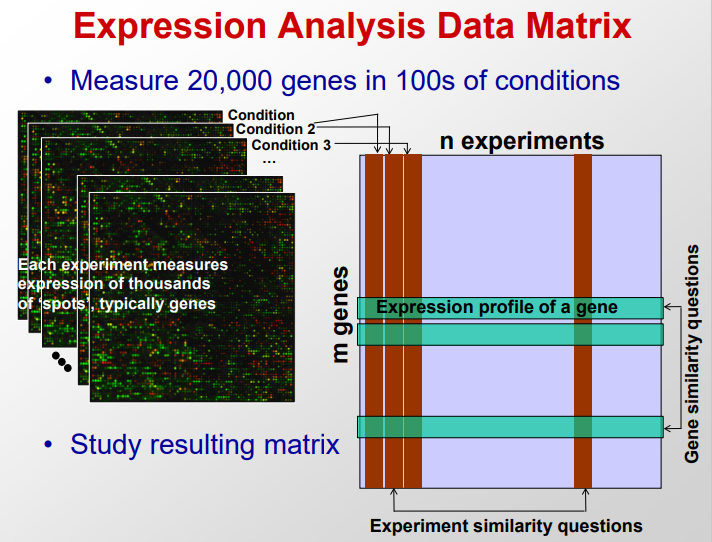 Expression Analysis Data Matrix
• Measure 20,000 genes in 100s of conditions
Condition
Condition 2
Condition 3
...
n experiments
Each experiment measures
expression of thousands
of ‘spots’, typically genes
m genes
Expression profile of a gene
Gene similarity questions
• Study resulting matrix
Experiment similarity questions